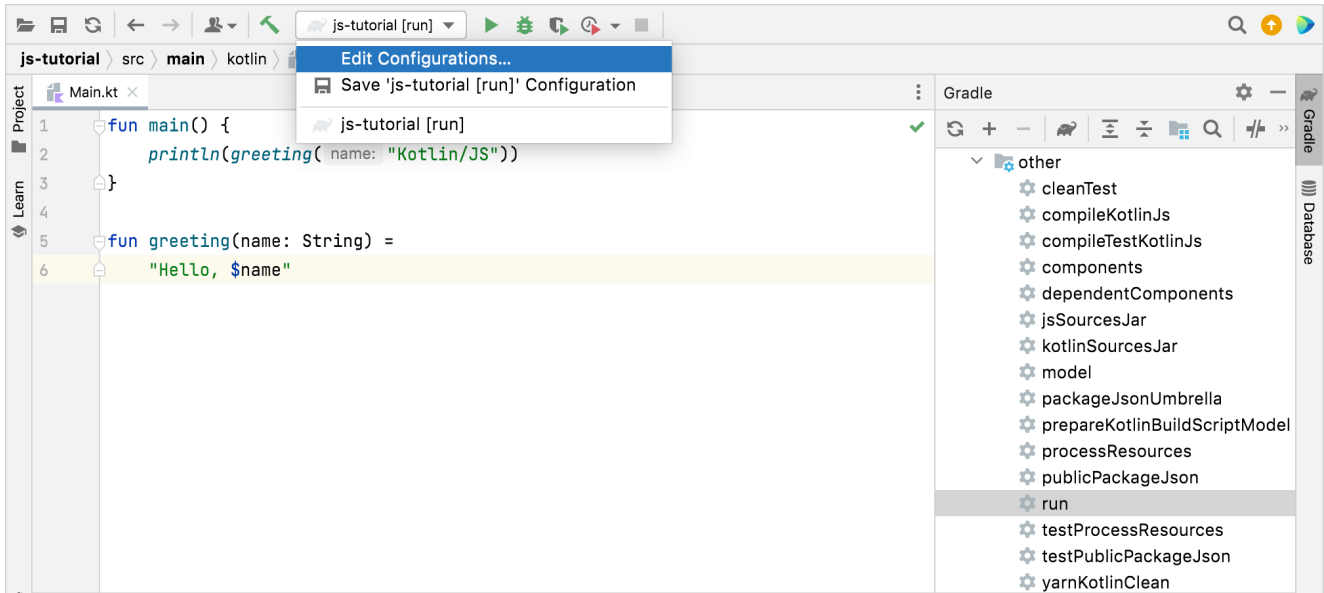 js-tutorial [run]
js-tutorial src main kotlin
Edit Configurations...
Save 'js-tutorial [run]' Configuration
js-tutorial [run]
Project
Learn
Main.kt
1 fun main() {
2 println(greeting( name: "Kotlin/JS"))
3 }
4
5 fun greeting(name: String) =
6 "Hello, $name"
Gradle
other
cleanTest
compileKotlinJs
compileTestKotlinJs
components
dependentComponents
jsSourcesJar
kotlinSourcesJar
model
packageJsonUmbrella
prepareKotlinBuildScriptModel
processResources
publicPackageJson
run
testProcessResources
testPublicPackageJson
yarnKotlinClean
Gradle
Database